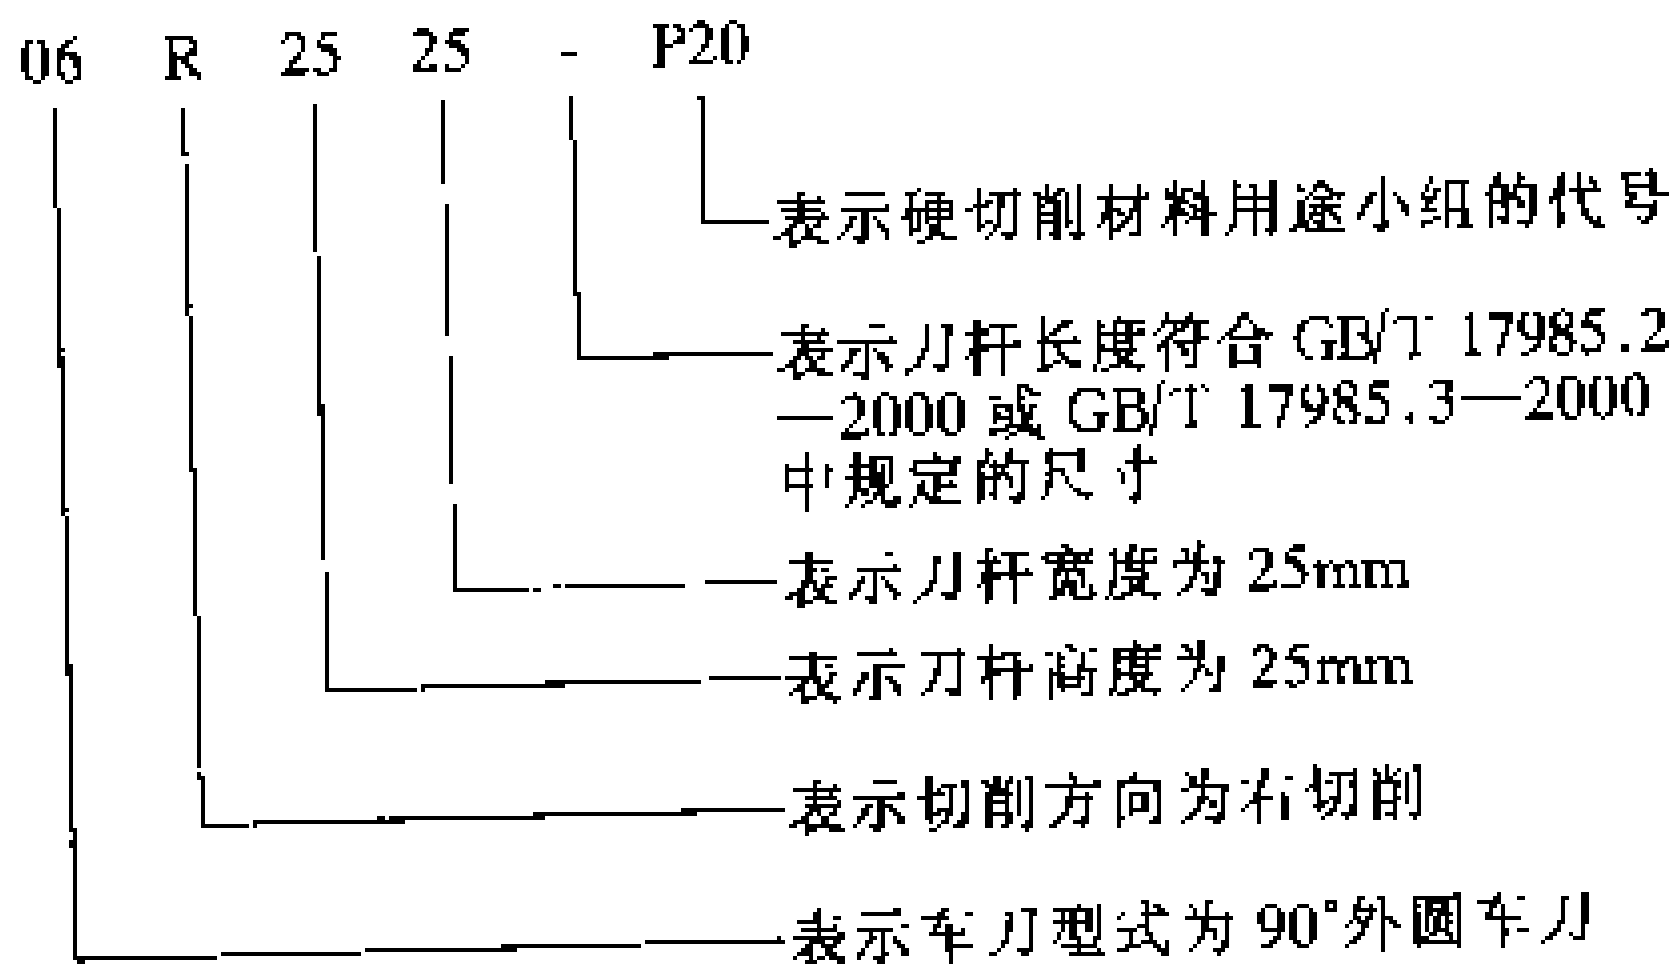 06 R 25 25 - P20
表示硬切削材料用途小组的代号
表示刀杆长度符合 GB/T 17985.2
—2000 或 GB/T 17985.3—2000
中规定的尺寸
表示刀杆宽度为 25mm
表示刀杆高度为 25mm
表示切削方向为右切削
表示车刀型式为 90°外圆车刀